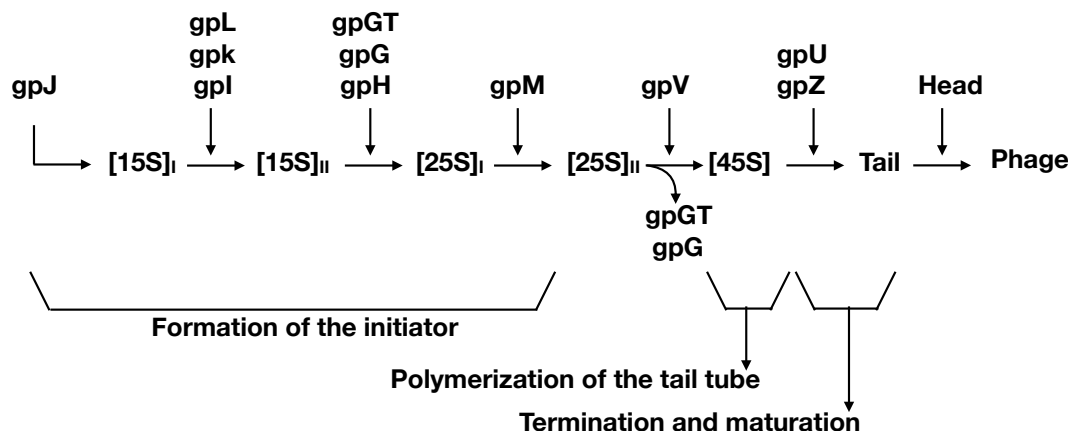 gpL gpGT gpU
gpk gpG gpZ
gpJ gpI gpH gpM gpV Head
[15S]I [15S]II [25S]I [25S]II [45S] Tail Phage
gpGT
gpG
Formation of the initiator
Polymerization of the tail tube
Termination and maturation